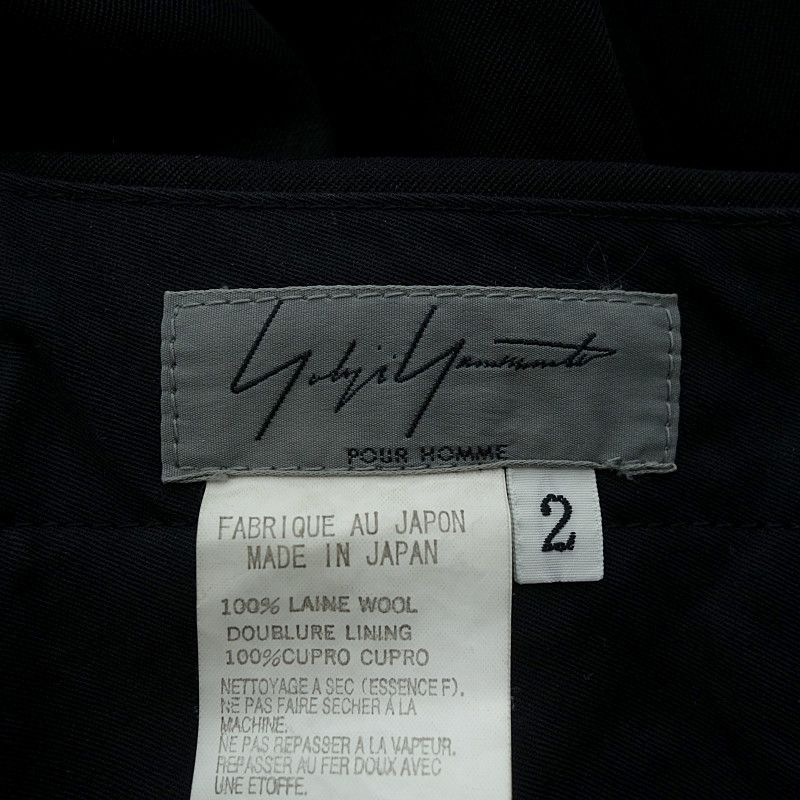 Yohji Yamamoto
POUR HOMME
2
FABRIQUE AU JAPON
MADE IN JAPAN
100% LAINE WOOL
DOUBLURE LINING
100%CUPRO CUPRO
NETTOYAGE A SEC (ESSENCE F).
NE PAS FAIRE SECHER A LA
MACHINE.
NE PAS REPASSER A LA VAPEUR.
REPASSER AU FER DOUX AVEC
UNE ETOFFE.